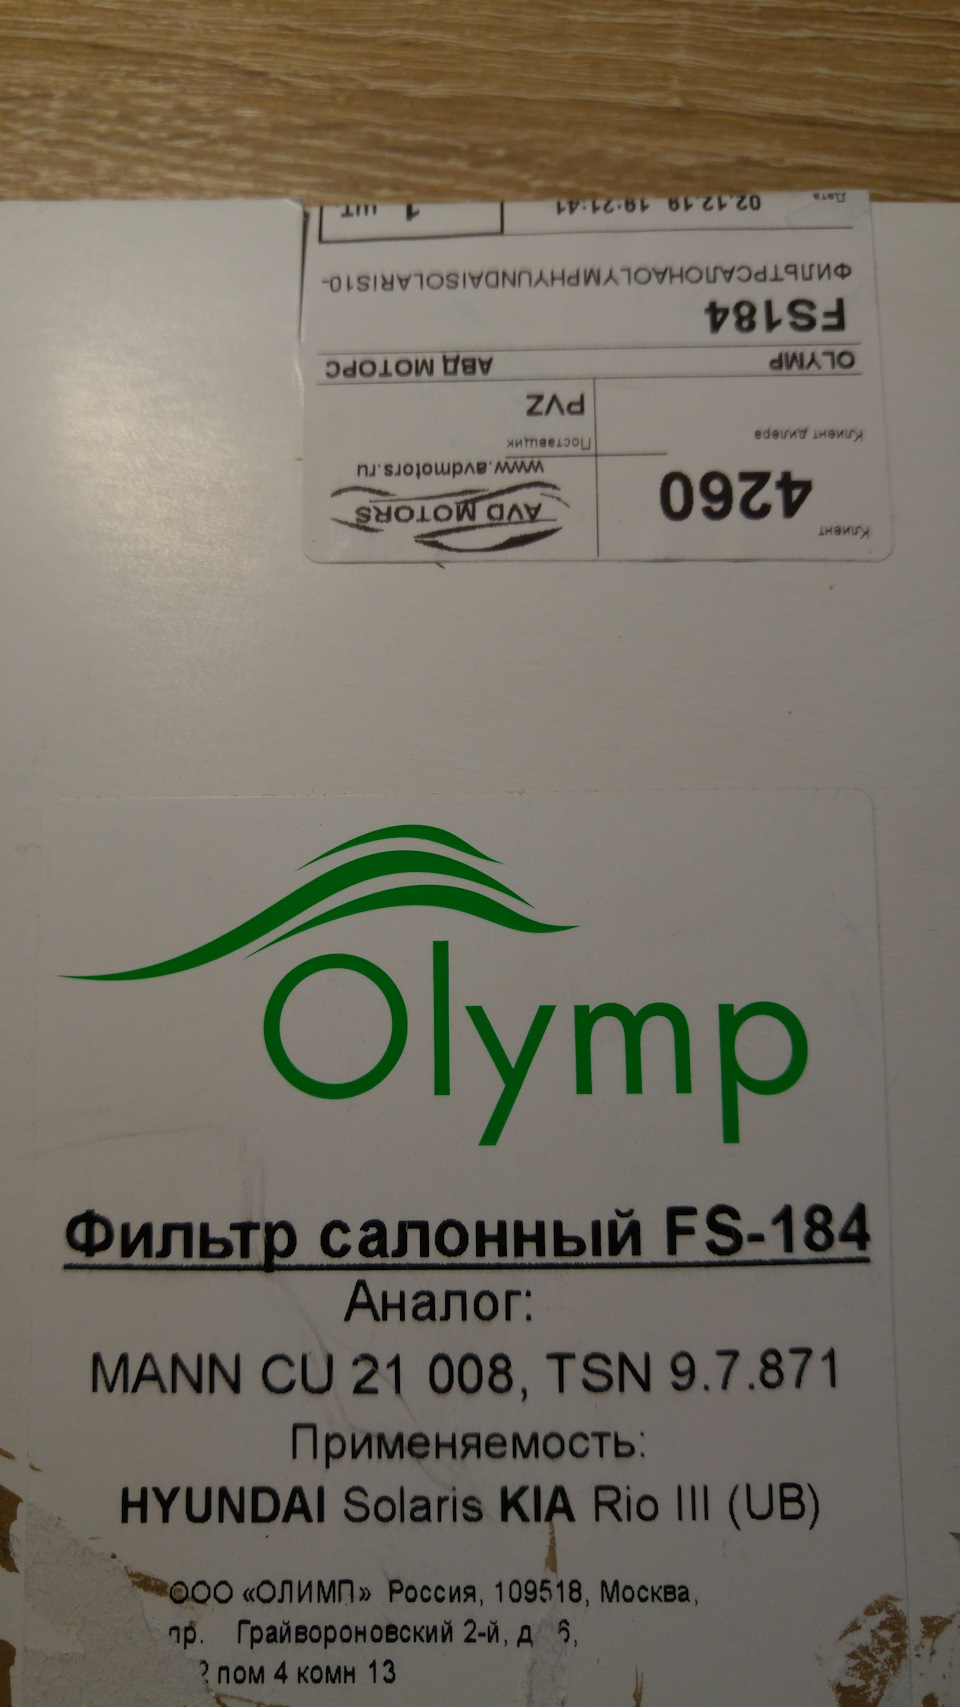 Клиент
4260
AVD MOTORS
www.avdmotors.ru
Клиент дилера
Поставщик
PVZ
OLYMP АВД МОТОРС
FS184
ФИЛЬТРСАЛОНАOLYMPHYUNDAISOLARIS10-
Дата 02.12.19 19:21:41
1 шт.
Olymp
Фильтр салонный FS-184
Аналог:
MANN CU 21 008, TSN 9.7.871
Применяемость:
HYUNDAI Solaris KIA Rio III (UB)
ООО «ОЛИМП» Россия, 109518, Москва,
пр. Грайвороновский 2-й, д 6,
2 пом 4 комн 13